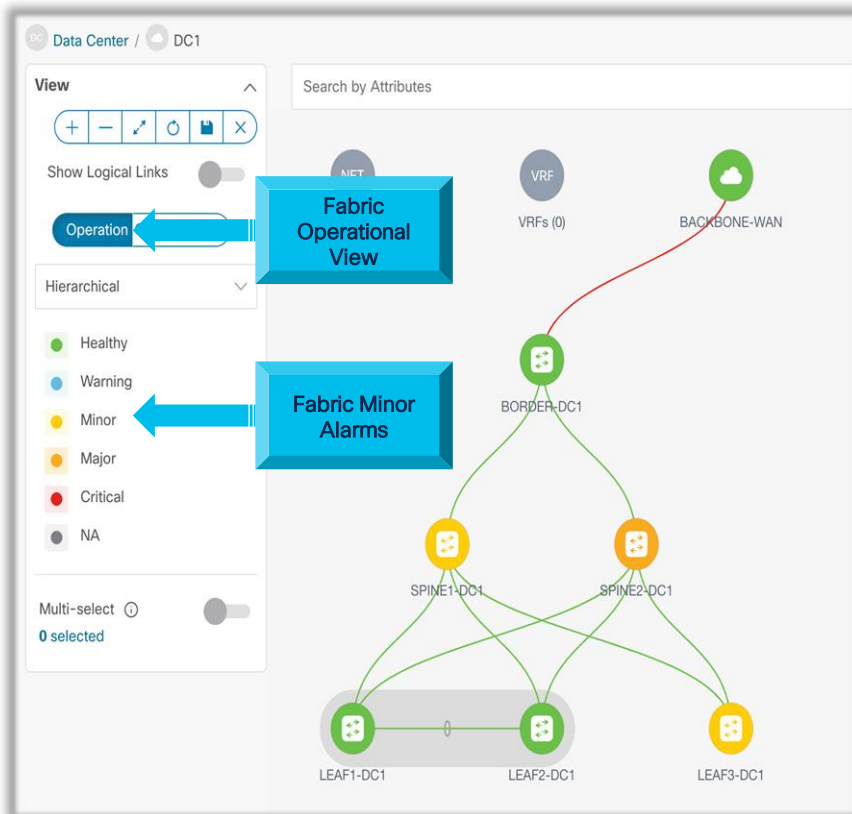 DC Data Center / DC1
View
Search by Attributes
Show Logical Links
NET
VRF
Fabric
Operational
View
VRFs (0)
BACKBONE-WAN
Operation
Hierarchical
Healthy
Warning
Minor
Major
Critical
NA
Fabric Minor
Alarms
BORDER-DC1
SPINE1-DC1
SPINE2-DC1
Multi-select
0 selected
LEAF1-DC1
LEAF2-DC1
LEAF3-DC1